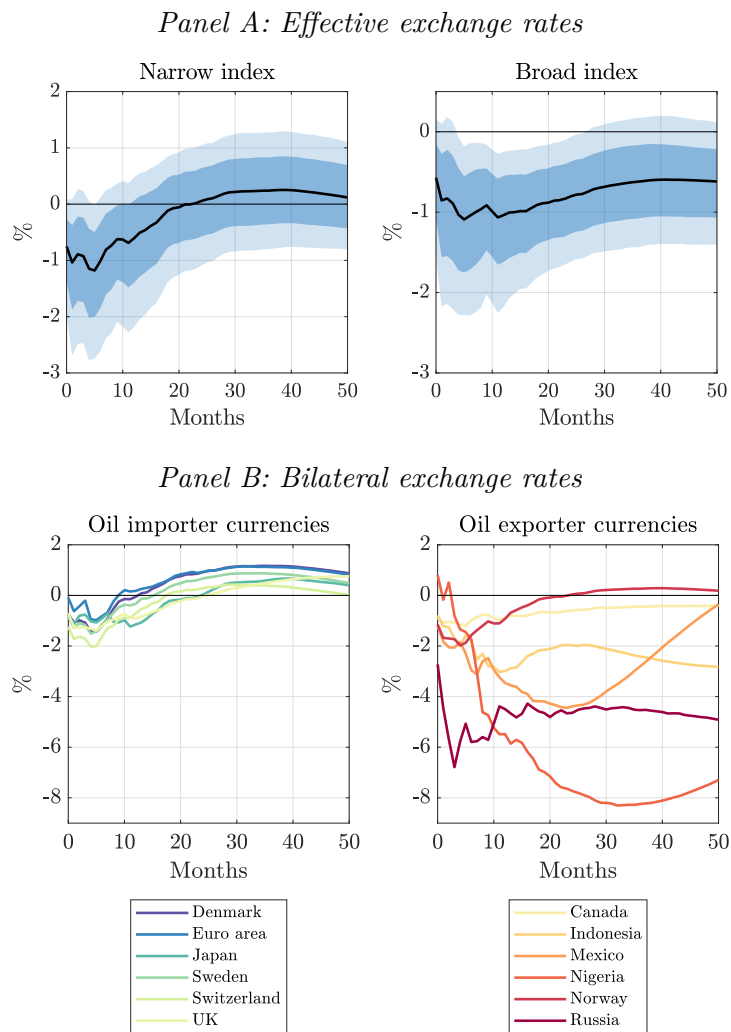 Panel A: Effective exchange rates
Narrow index
2
1
0
-1
-2
-3
%
0 10 20 30 40 50
Months
Broad index
0
-1
-2
-3
%
0 10 20 30 40 50
Months
Panel B: Bilateral exchange rates
Oil importer currencies
2
0
-2
-4
-6
-8
%
0 10 20 30 40 50
Months
Denmark
Euro area
Japan
Sweden
Switzerland
UK
Oil exporter currencies
2
0
-2
-4
-6
-8
%
0 10 20 30 40 50
Months
Canada
Indonesia
Mexico
Nigeria
Norway
Russia